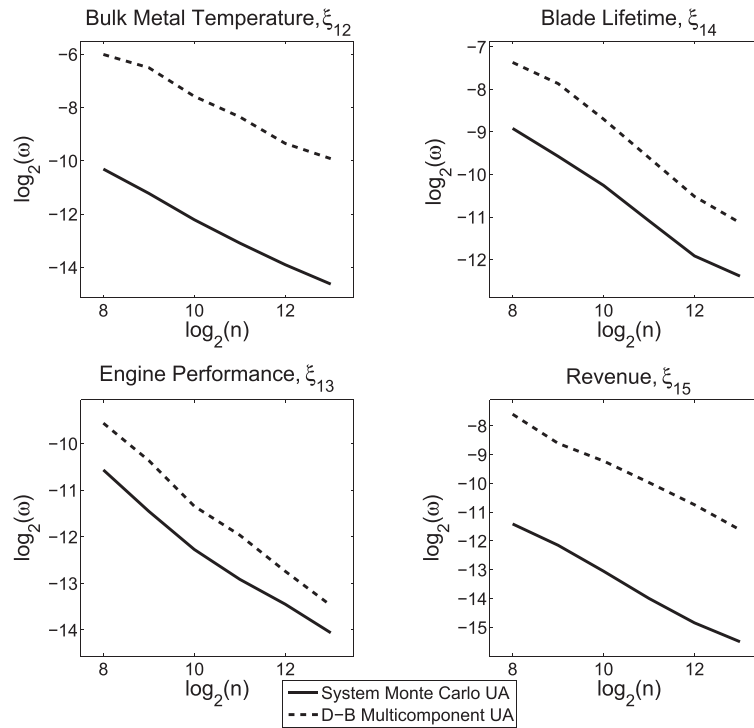 Bulk Metal Temperature, ξ12
−6
−8
−10
−12
−14
log2(ω)
8
10
12
log2(n)
Blade Lifetime, ξ14
−7
−8
−9
−10
−11
−12
log2(ω)
8
10
12
log2(n)
Engine Performance, ξ13
−10
−11
−12
−13
−14
log2(ω)
8
10
12
log2(n)
Revenue, ξ15
−8
−9
−10
−11
−12
−13
−14
−15
log2(ω)
8
10
12
log2(n)
System Monte Carlo UA
D−B Multicomponent UA